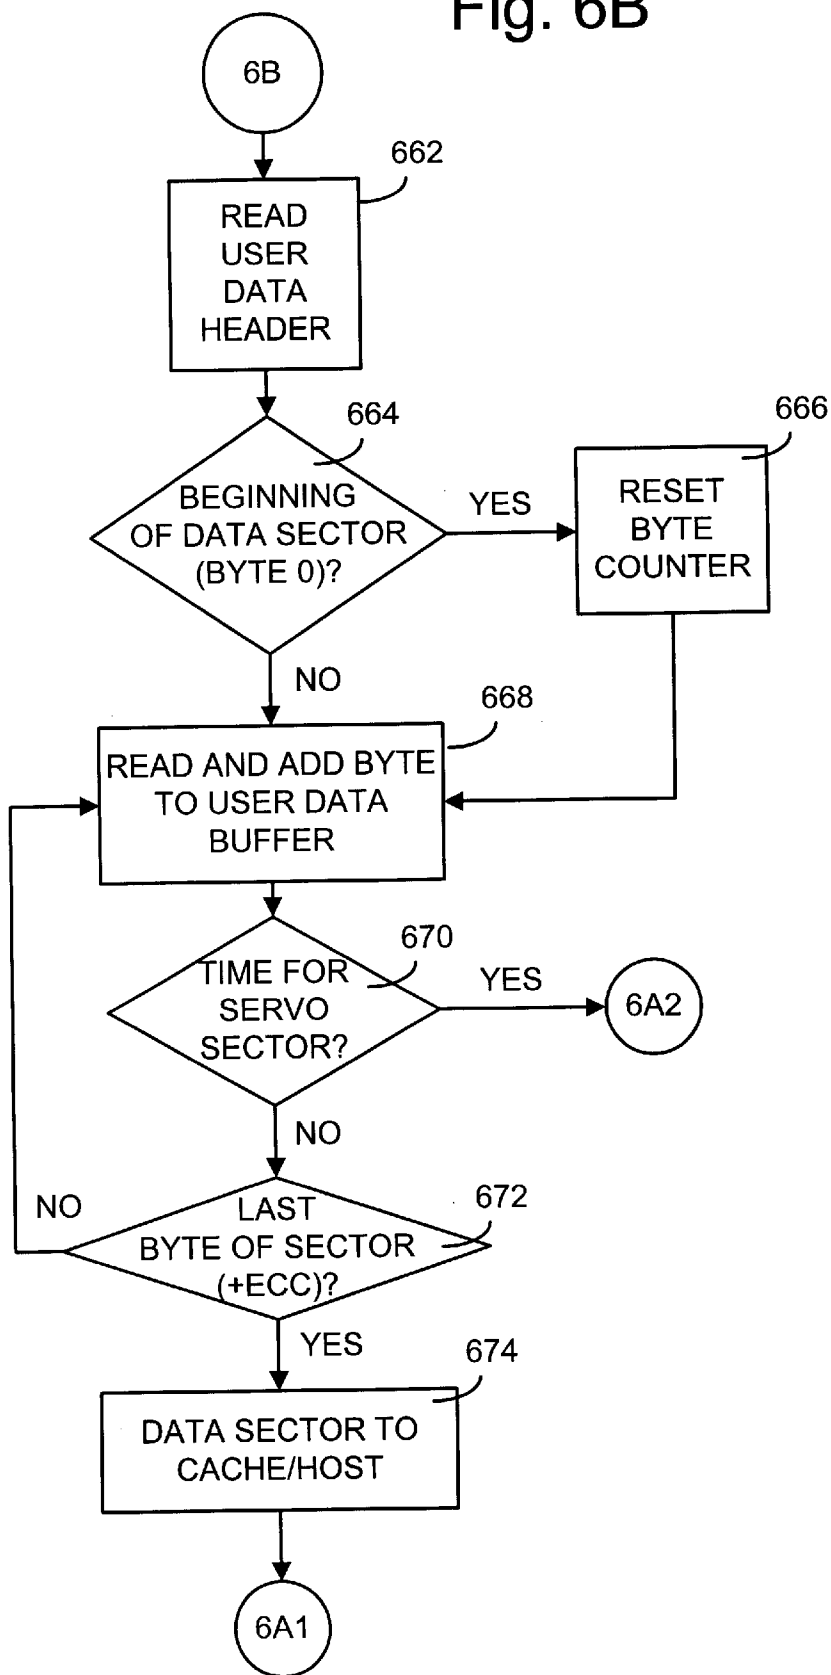 Fig. 6B
6B
662
READ
USER
DATA
HEADER
664
BEGINNING
OF DATA SECTOR
(BYTE 0)?
YES
666
RESET
BYTE
COUNTER
NO
668
READ AND ADD BYTE
TO USER DATA
BUFFER
670
TIME FOR
SERVO
SECTOR?
YES
6A2
NO
672
LAST
BYTE OF SECTOR
(+ECC)?
NO
YES
674
DATA SECTOR TO
CACHE/HOST
6A1